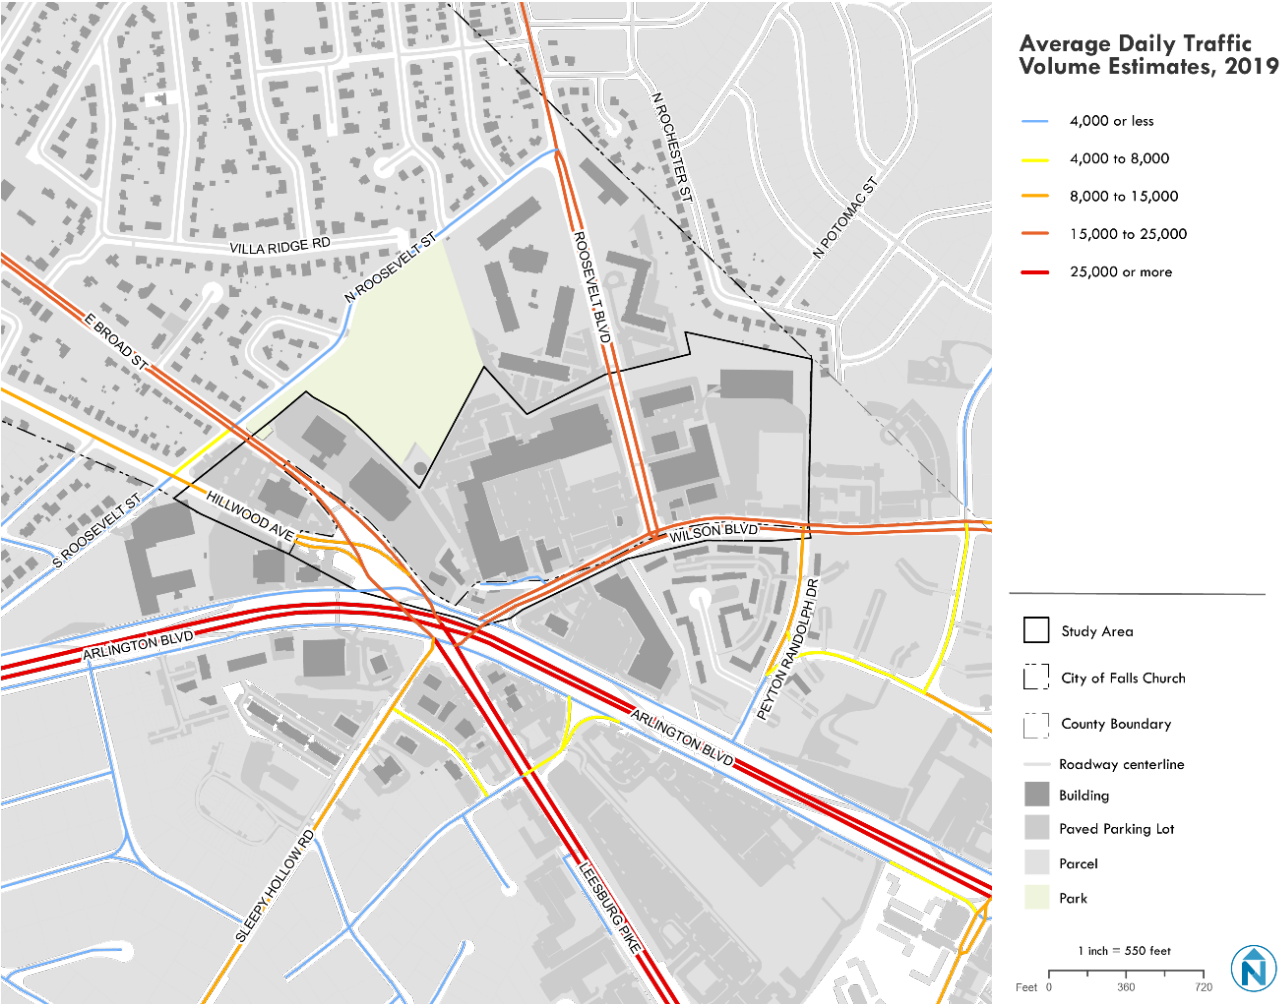 Average Daily Traffic
Volume Estimates, 2019
4,000 or less
4,000 to 8,000
8,000 to 15,000
15,000 to 25,000
25,000 or more
N ROCHESTER ST
N POTOMAC ST
VILLA RIDGE RD
N ROOSEVELT ST
ROOSEVELT BLVD
E BROAD ST
HILLWOOD AVE
S ROOSEVELT ST
WILSON BLVD
PEYTON RANDOLPH DR
ARLINGTON BLVD
ARLINGTON BLVD
SLEEPY HOLLOW RD
LEESBURG PIKE
Study Area
City of Falls Church
County Boundary
Roadway centerline
Building
Paved Parking Lot
Parcel
Park
1 inch = 550 feet
Feet 0 360 720
N